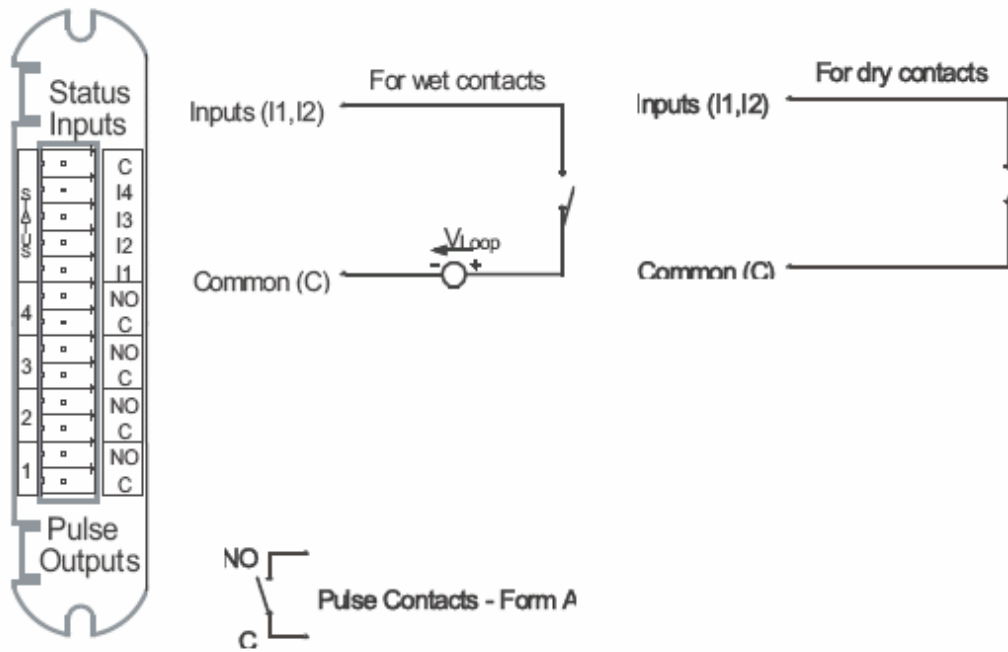 Status
Inputs
STATUS
C
I4
I3
I2
I1
4
NO
C
3
NO
C
2
NO
C
1
NO
C
Pulse
Outputs
For wet contacts
Inputs (I1,I2)
VLoop
- +
Common (C)
For dry contacts
Inputs (I1,I2)
Common (C)
NO
C
Pulse Contacts - Form A